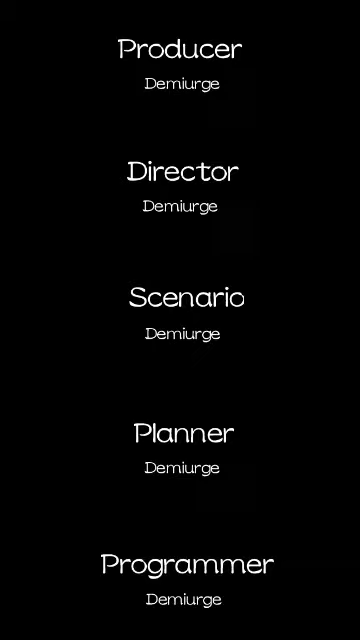 Producer
Demiurge
Director
Demiurge
Scenario
Demiurge
Planner
Demiurge
Programmer
Demiurge